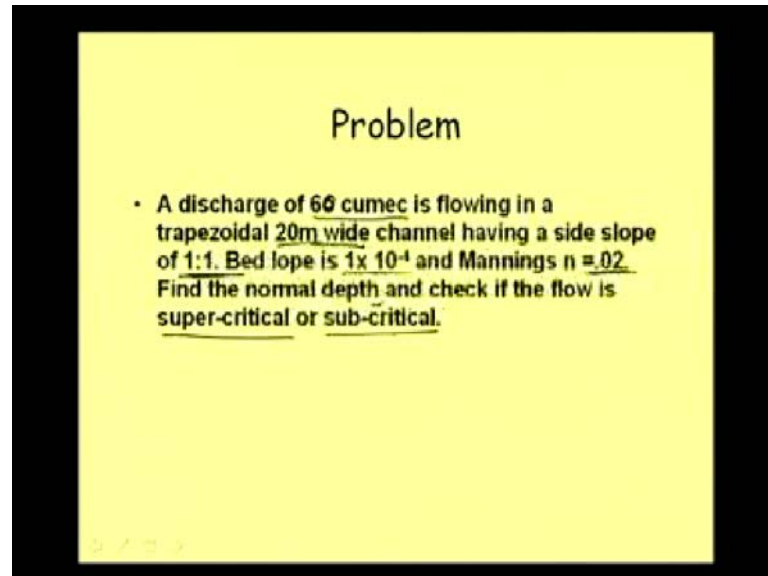 Problem
• A discharge of 60 cumec is flowing in a
trapezoidal 20m wide channel having a side slope
of 1:1. Bed lope is 1x 10⁻⁴ and Mannings n =.02.
Find the normal depth and check if the flow is
super-critical or sub-critical.